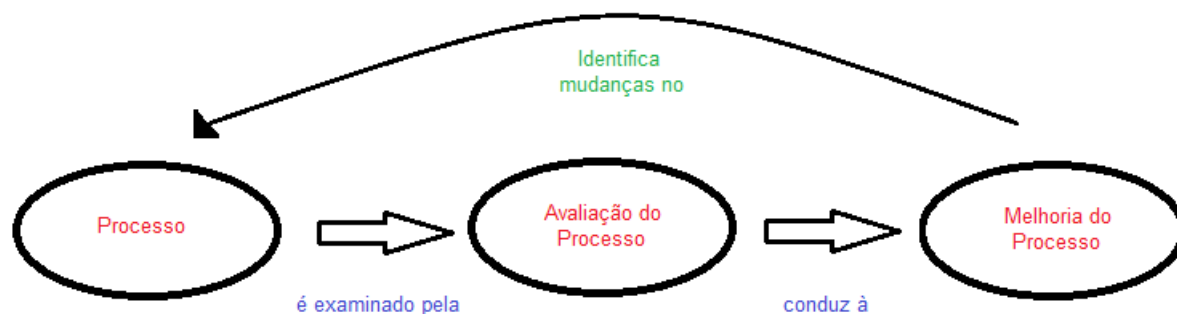 Identifica
mudanças no
Processo
Avaliação do
Processo
Melhoria do
Processo
é examinado pela
conduz à